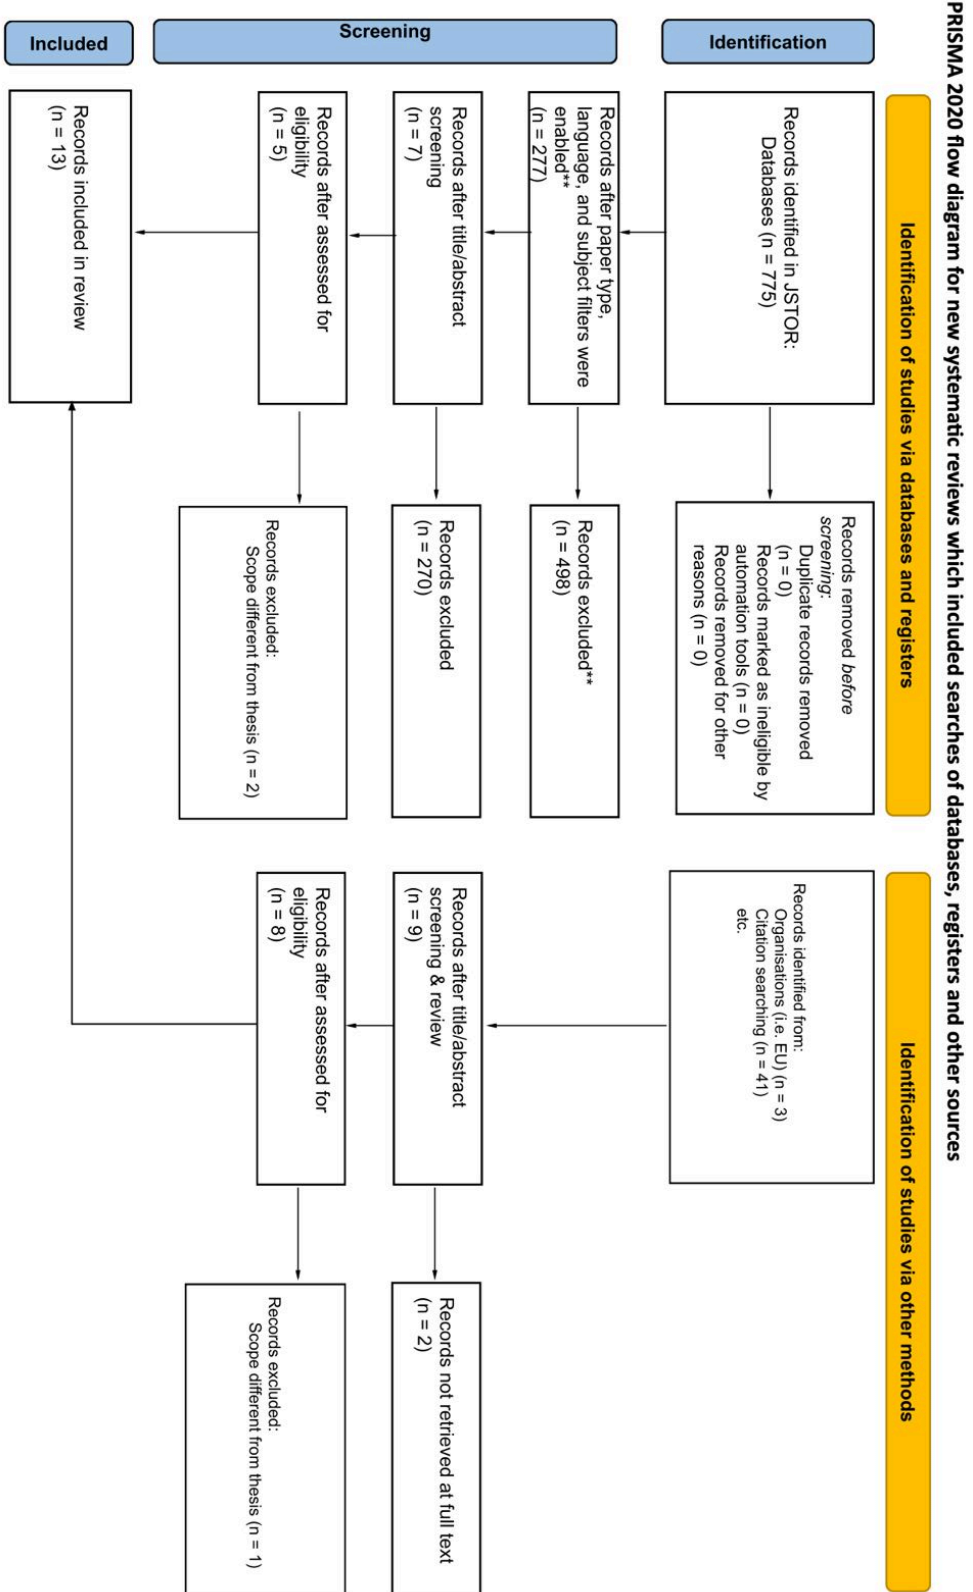 PRISMA 2020 flow diagram for new systematic reviews which included searches of databases, registers and other sources
Identification of studies via databases and registers
Identification of studies via other methods
Identification
Records identified in JSTOR:
Databases (n = 775)
Records removed before
screening:
Duplicate records removed
(n = 0)
Records marked as ineligible by
automation tools (n = 0)
Records removed for other
reasons (n = 0)
Records identified from:
Organisations (i.e. EU) (n = 3)
Citation searching (n = 41)
etc.
Screening
Records after paper type,
language, and subject filters were
enabled**
(n = 277)
Records excluded**
(n = 498)
Records after title/abstract
screening
(n = 7)
Records excluded
(n = 270)
Records after title/abstract
screening & review
(n = 9)
Records not retrieved at full text
(n = 2)
Records after assessed for
eligibility
(n = 5)
Records excluded:
Scope different from thesis (n = 2)
Records after assessed for
eligibility
(n = 8)
Records excluded:
Scope different from thesis (n = 1)
Included
Records included in review
(n = 13)